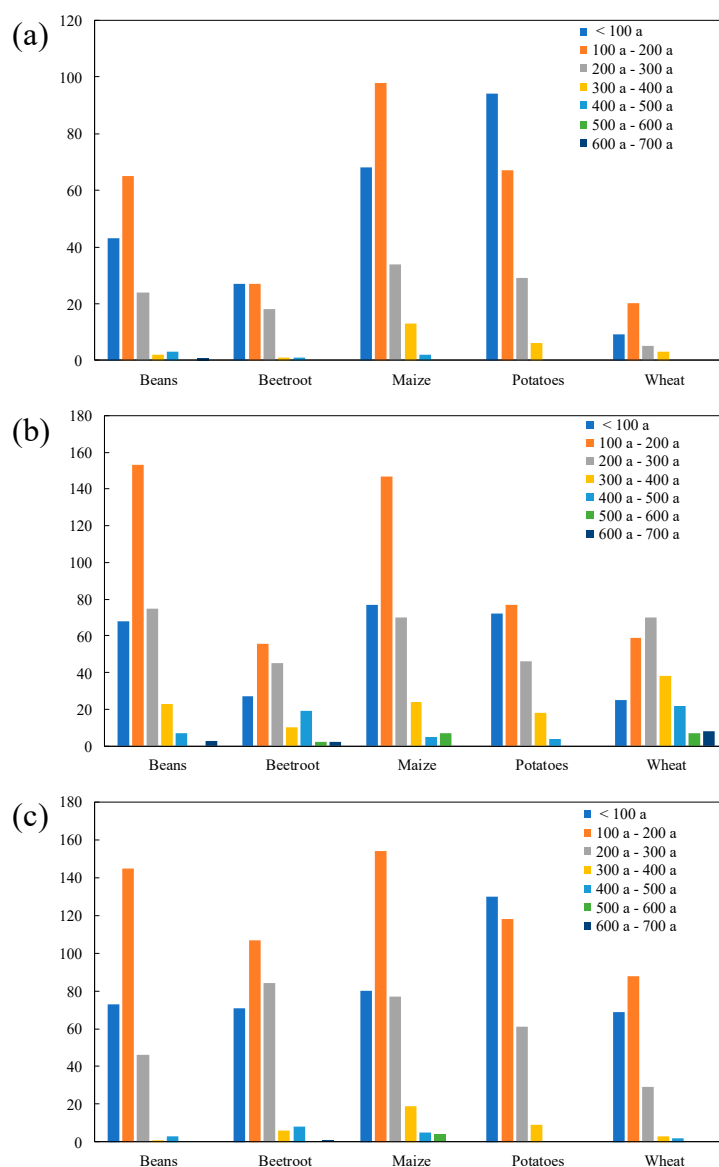 (a)
120
100
80
60
40
20
0
< 100 a
100 a - 200 a
200 a - 300 a
300 a - 400 a
400 a - 500 a
500 a - 600 a
600 a - 700 a
Beans Beetroot Maize Potatoes Wheat
(b)
180
160
140
120
100
80
60
40
20
0
< 100 a
100 a - 200 a
200 a - 300 a
300 a - 400 a
400 a - 500 a
500 a - 600 a
600 a - 700 a
Beans Beetroot Maize Potatoes Wheat
(c)
180
160
140
120
100
80
60
40
20
0
< 100 a
100 a - 200 a
200 a - 300 a
300 a - 400 a
400 a - 500 a
500 a - 600 a
600 a - 700 a
Beans Beetroot Maize Potatoes Wheat